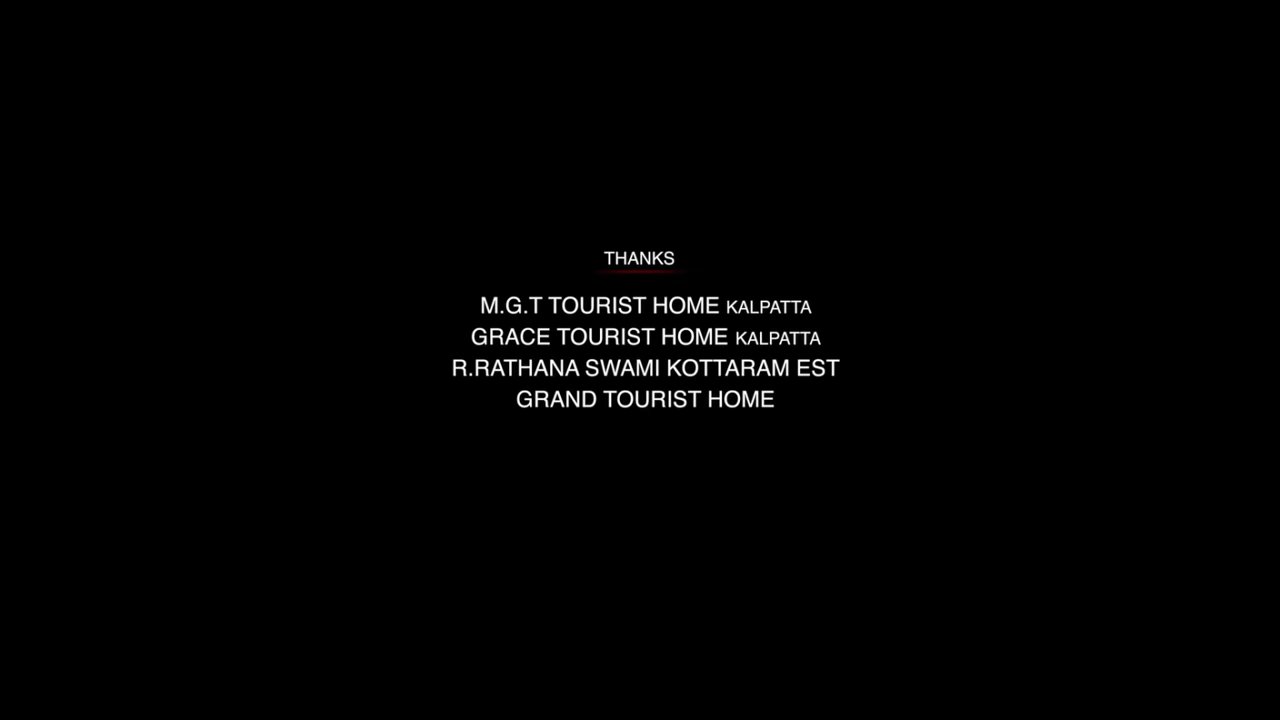 THANKS
M.G.T TOURIST HOME KALPATTA
GRACE TOURIST HOME KALPATTA
R.RATHANA SWAMI KOTTARAM EST
GRAND TOURIST HOME